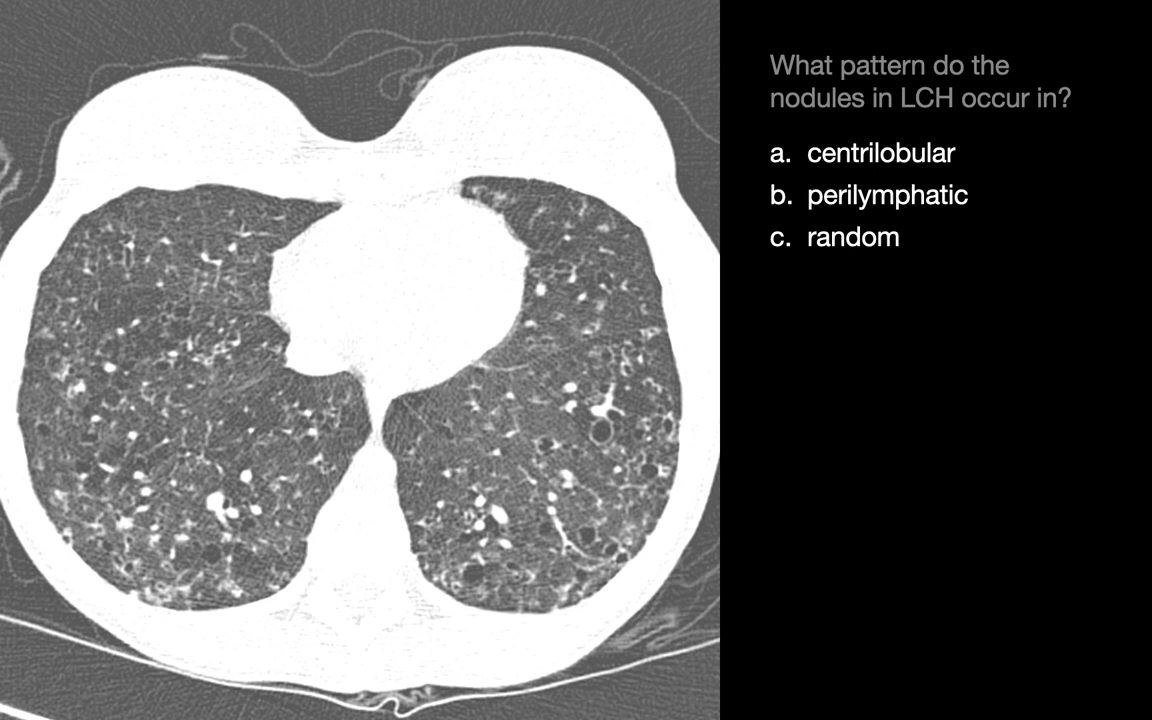 What pattern do the
nodules in LCH occur in?
a. centrilobular
b. perilymphatic
c. random